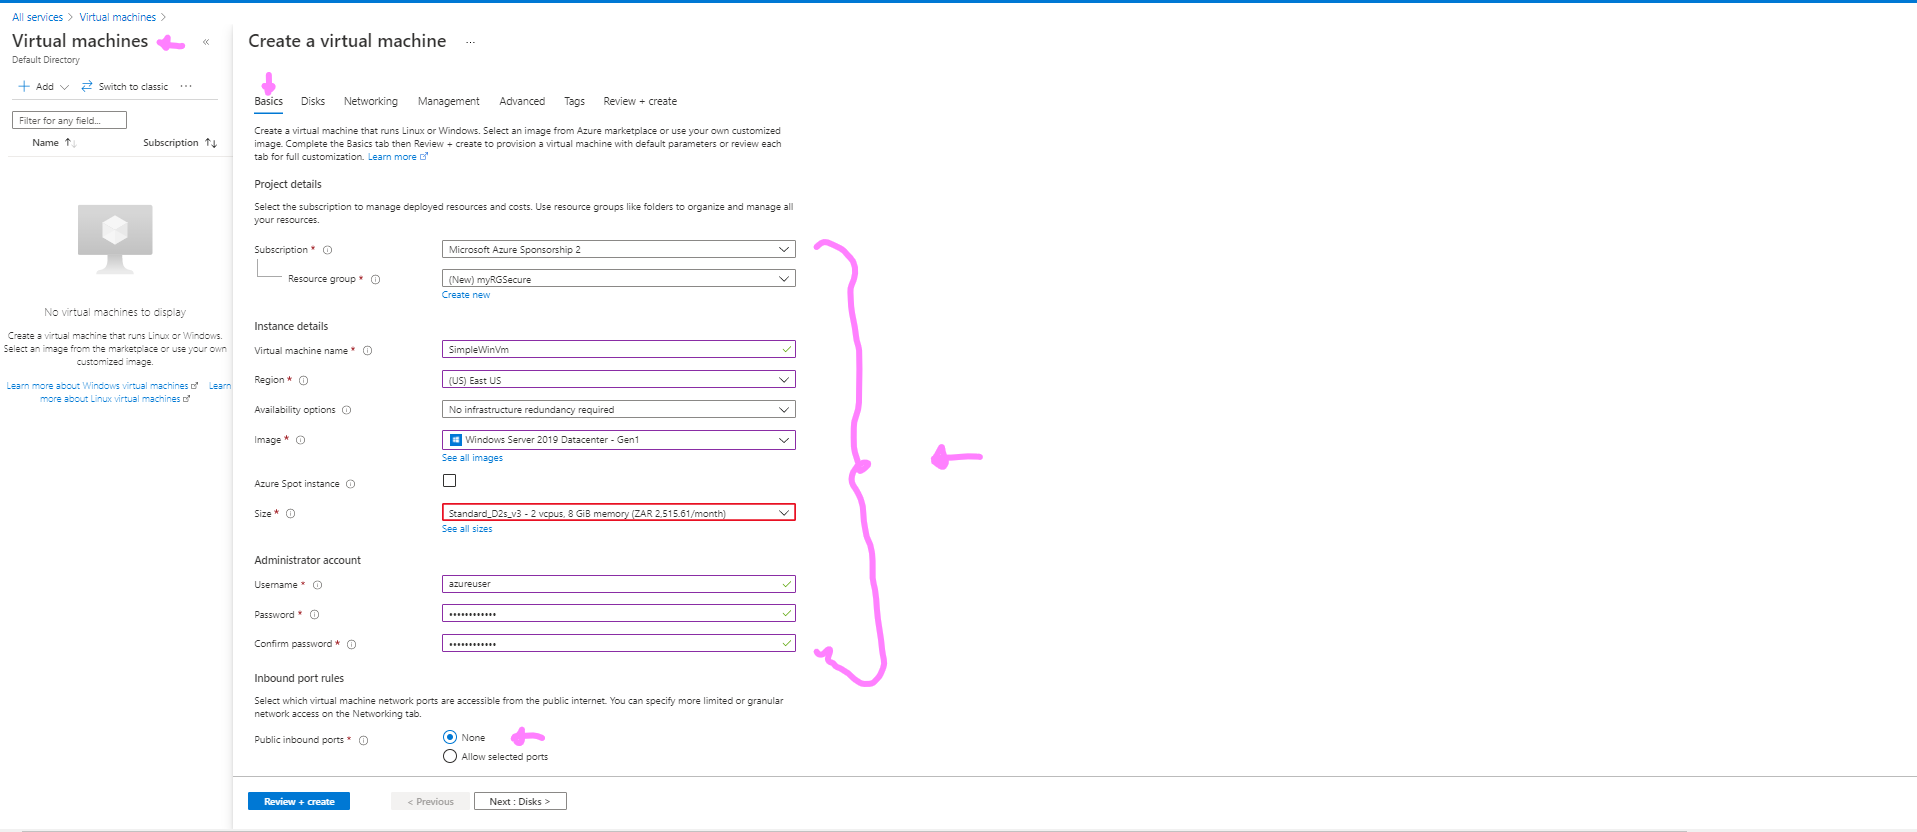 All services > Virtual machines >
Virtual machines «
Default Directory
+ Add Switch to classic ...
Filter for any field...
Name ↑↓ Subscription ↑↓
No virtual machines to display
Create a virtual machine that runs Linux or Windows.
Select an image from the marketplace or use your own
customized image.
Learn more about Windows virtual machines Learn
more about Linux virtual machines
Create a virtual machine ...
Basics Disks Networking Management Advanced Tags Review + create
Create a virtual machine that runs Linux or Windows. Select an image from Azure marketplace or use your own customized
image. Complete the Basics tab then Review + create to provision a virtual machine with default parameters or review each
tab for full customization. Learn more
Project details
Select the subscription to manage deployed resources and costs. Use resource groups like folders to organize and manage all
your resources.
Subscription * Microsoft Azure Sponsorship 2
Resource group * (New) myRGSecure
Create new
Instance details
Virtual machine name * SimpleWinVm
Region * (US) East US
Availability options No infrastructure redundancy required
Image * Windows Server 2019 Datacenter - Gen1
See all images
Azure Spot instance
Size * Standard_D2s_v3 - 2 vcpus, 8 GiB memory (ZAR 2,515.61/month)
See all sizes
Administrator account
Username * azureuser
Password * ••••••••••••
Confirm password * ••••••••••••
Inbound port rules
Select which virtual machine network ports are accessible from the public internet. You can specify more limited or granular
network access on the Networking tab.
Public inbound ports * None
Allow selected ports
Review + create < Previous Next : Disks >